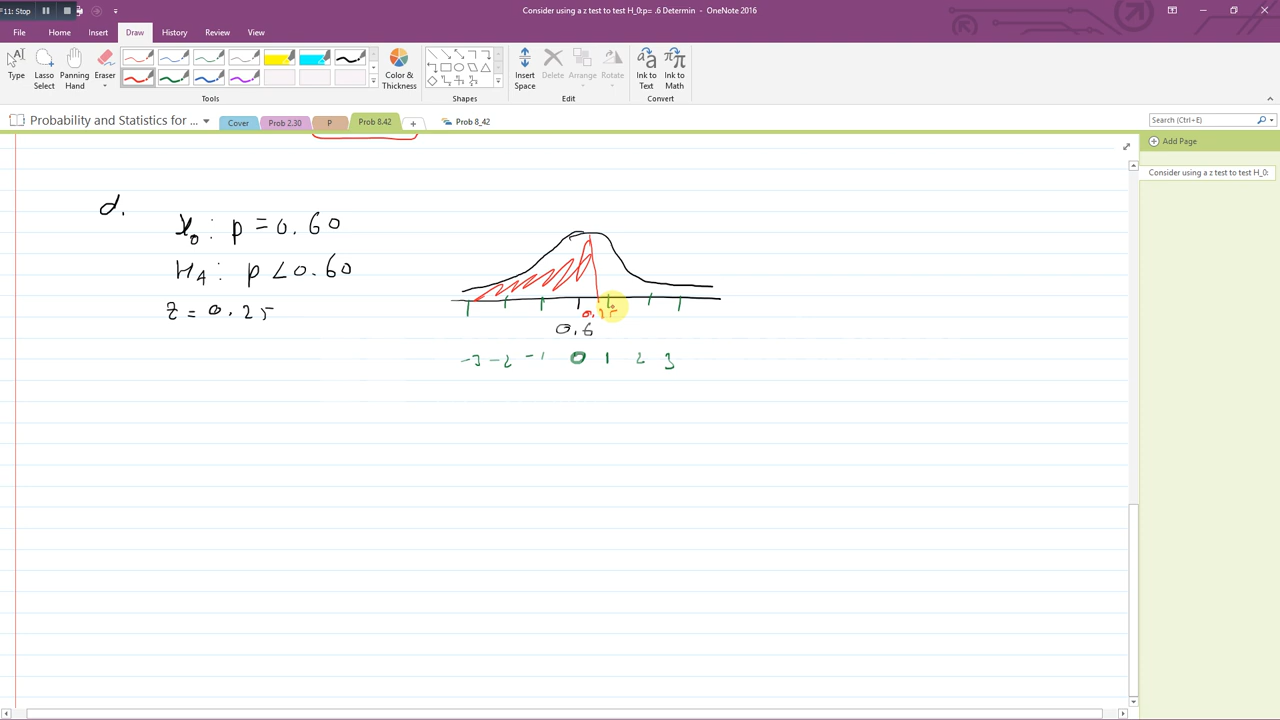 F11: Stop
Consider using a z test to test H_0:p= .6 Determin - OneNote 2016
File Home Insert Draw History Review View
Type
Lasso Select
Panning Hand
Eraser
Color & Thickness
Insert Space
Delete
Arrange
Rotate
Ink to Text
Ink to Math
Tools
Shapes
Edit
Convert
Probability and Statistics for ...
Cover
Prob 2.30
P
Prob 8.42
Prob 8_42
Search (Ctrl+E)
Add Page
Consider using a z test to test H_0:
d.
H₀: p = 0.60
H_A: p < 0.60
z = 0.25
0.25
0.6
-3 -2 -1 0 1 2 3